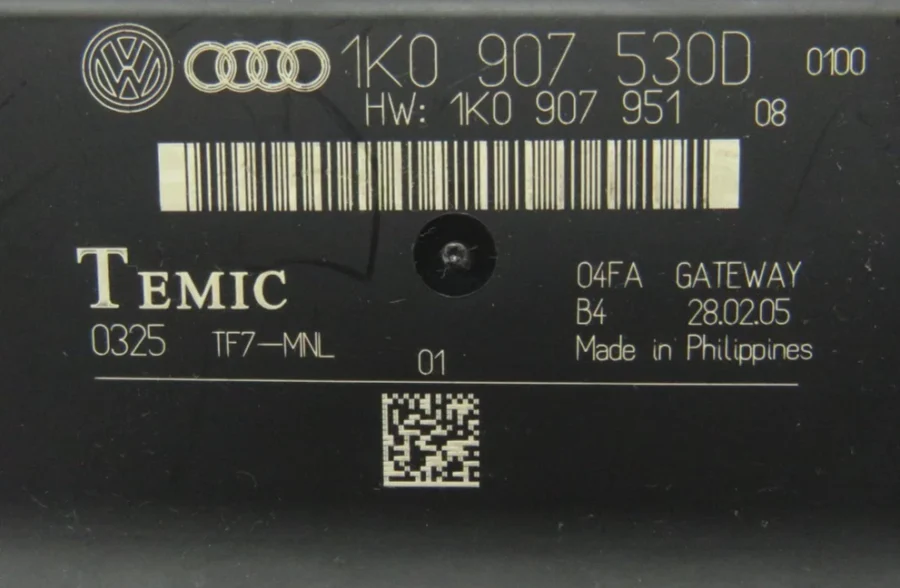 1K0 907 530D 0100
HW: 1K0 907 951 08
TEMIC
04FA GATEWAY
B4 28.02.05
0325 TF7-MNL
01
Made in Philippines